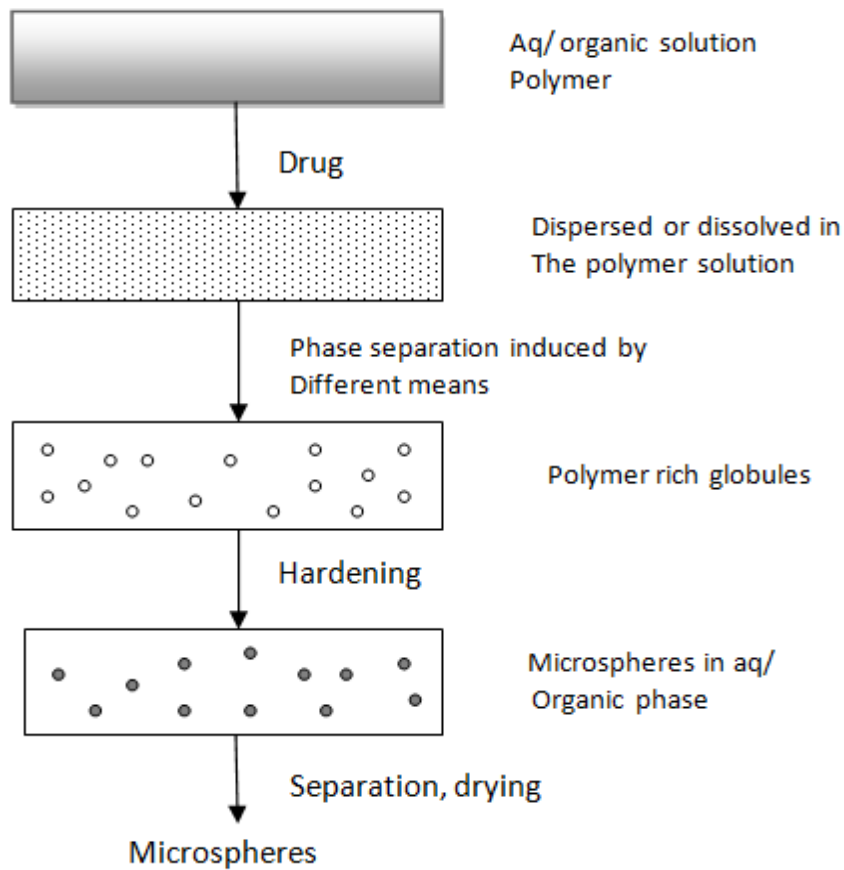 Aq/ organic solution
Polymer
Drug
Dispersed or dissolved in
The polymer solution
Phase separation induced by
Different means
Polymer rich globules
Hardening
Microspheres in aq/
Organic phase
Separation, drying
Microspheres